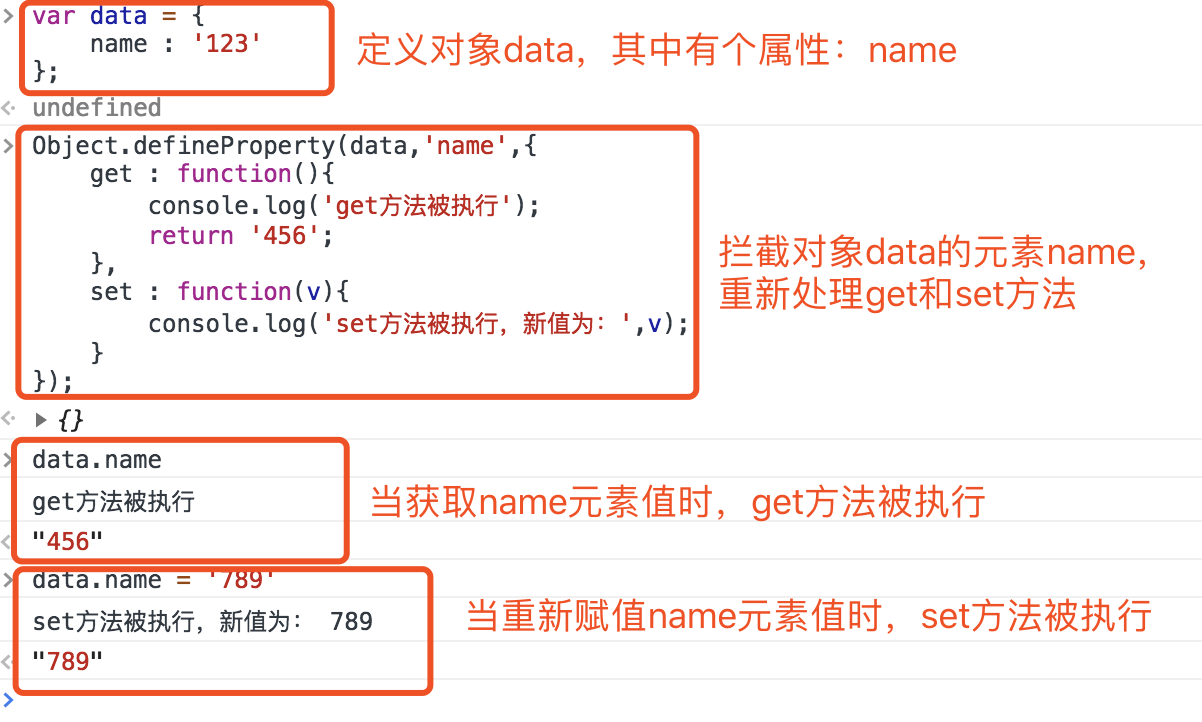 var data = {
name : '123'
};
定义对象data，其中有个属性：name
undefined
Object.defineProperty(data,'name',{
get : function(){
console.log('get方法被执行');
return '456';
},
set : function(v){
console.log('set方法被执行，新值为：',v);
}
});
拦截对象data的元素name，
重新处理get和set方法
{}
data.name
get方法被执行
"456"
当获取name元素值时，get方法被执行
data.name = '789'
set方法被执行，新值为： 789
"789"
当重新赋值name元素值时，set方法被执行